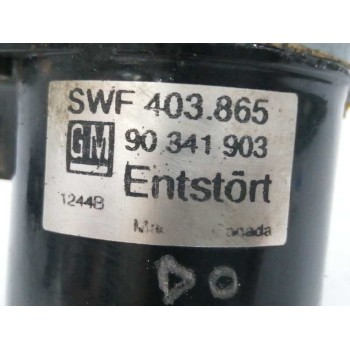 SWF 403.865
GM 90 341 903
Entstört
1244B